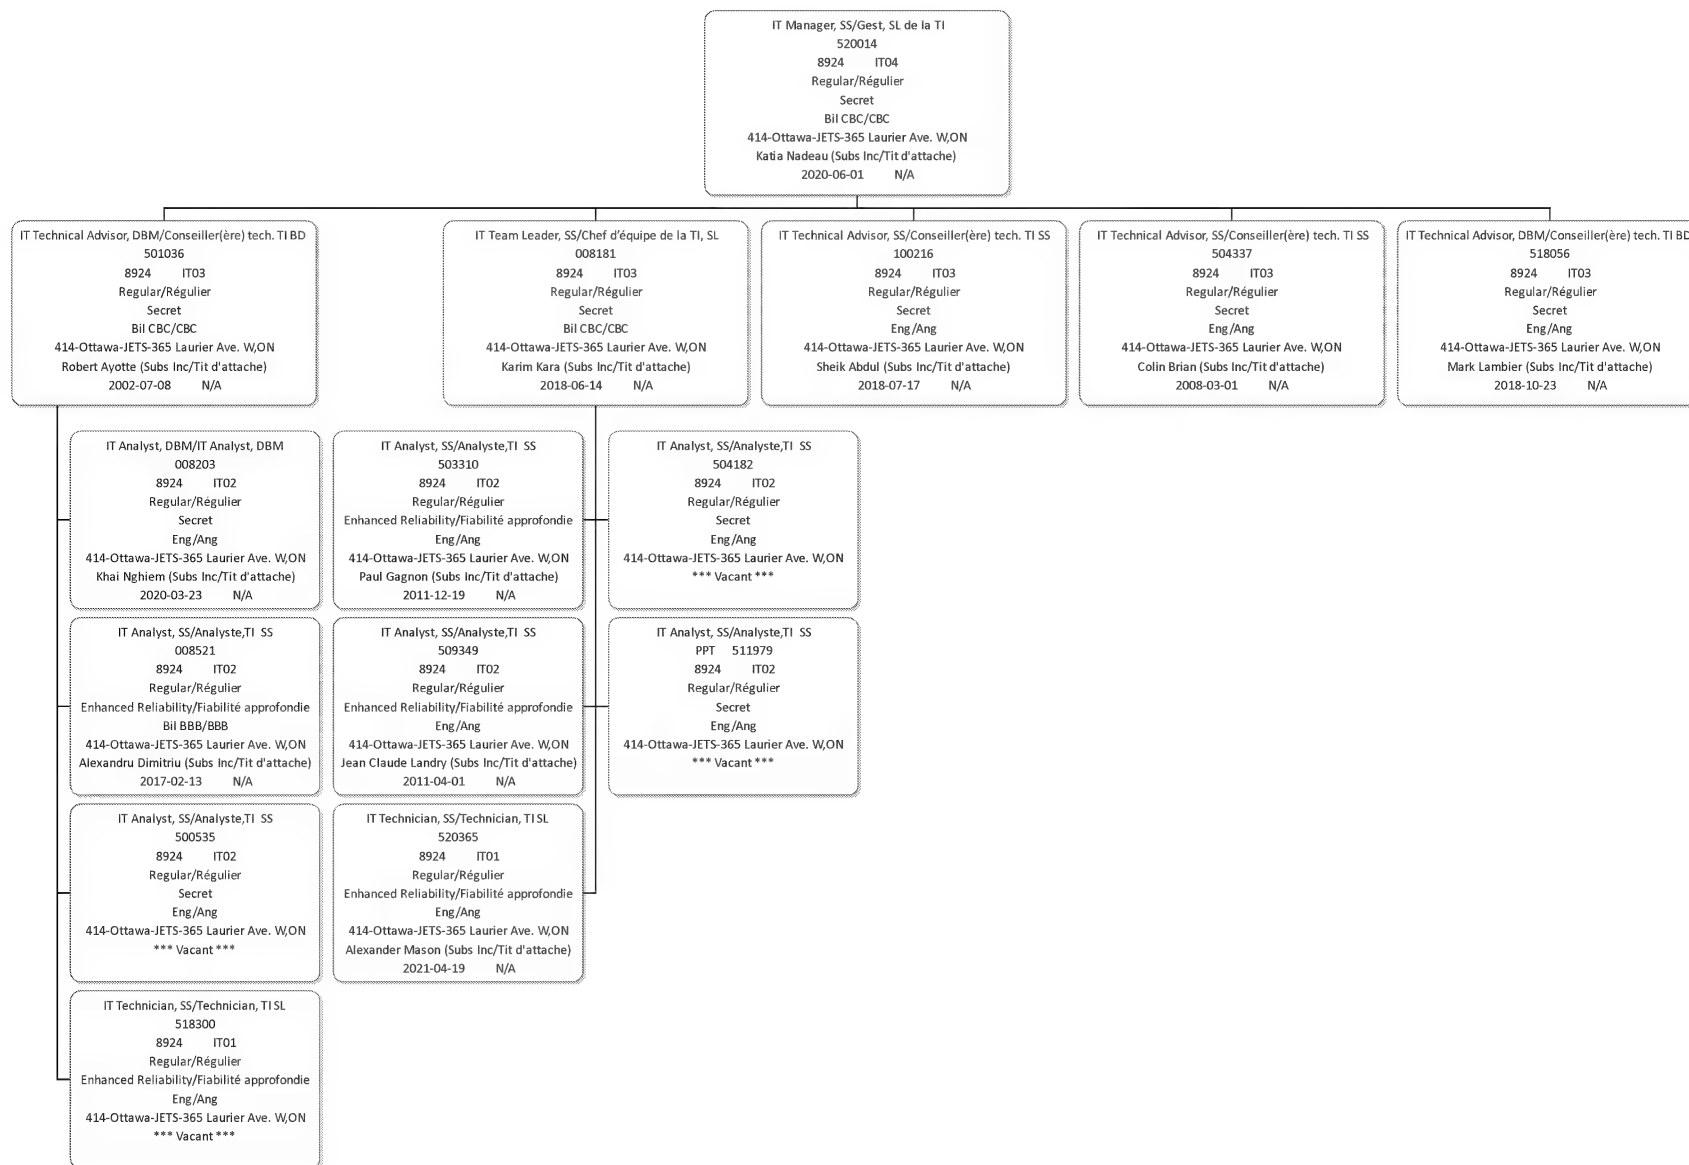 IT Manager, SS/Gest, SL de la TI
520014
8924 IT04
Regular/Régulier
Secret
Bil CBC/CBC
414-Ottawa-JETS-365 Laurier Ave. W,ON
Katia Nadeau (Subs Inc/Tit d'attache)
2020-06-01 N/A
IT Technical Advisor, DBM/Conseiller(ère) tech. TI BD
501036
8924 IT03
Regular/Régulier
Secret
Bil CBC/CBC
414-Ottawa-JETS-365 Laurier Ave. W,ON
Robert Ayotte (Subs Inc/Tit d'attache)
2002-07-08 N/A
IT Team Leader, SS/Chef d'équipe de la TI, SL
008181
8924 IT03
Regular/Régulier
Secret
Bil CBC/CBC
414-Ottawa-JETS-365 Laurier Ave. W,ON
Karim Kara (Subs Inc/Tit d'attache)
2018-06-14 N/A
IT Technical Advisor, SS/Conseiller(ère) tech. TI SS
100216
8924 IT03
Regular/Régulier
Secret
Eng/Ang
414-Ottawa-JETS-365 Laurier Ave. W,ON
Sheik Abdul (Subs Inc/Tit d'attache)
2018-07-17 N/A
IT Technical Advisor, SS/Conseiller(ère) tech. TI SS
504337
8924 IT03
Regular/Régulier
Secret
Eng/Ang
414-Ottawa-JETS-365 Laurier Ave. W,ON
Colin Brian (Subs Inc/Tit d'attache)
2008-03-01 N/A
IT Technical Advisor, DBM/Conseiller(ère) tech. TI BD
518056
8924 IT03
Regular/Régulier
Secret
Eng/Ang
414-Ottawa-JETS-365 Laurier Ave. W,ON
Mark Lambier (Subs Inc/Tit d'attache)
2018-10-23 N/A
IT Analyst, DBM/IT Analyst, DBM
008203
8924 IT02
Regular/Régulier
Secret
Eng/Ang
414-Ottawa-JETS-365 Laurier Ave. W,ON
Khai Nghiem (Subs Inc/Tit d'attache)
2020-03-23 N/A
IT Analyst, SS/Analyste,TI SS
503310
8924 IT02
Regular/Régulier
Enhanced Reliability/Fiabilité approfondie
Eng/Ang
414-Ottawa-JETS-365 Laurier Ave. W,ON
Paul Gagnon (Subs Inc/Tit d'attache)
2011-12-19 N/A
IT Analyst, SS/Analyste,TI SS
504182
8924 IT02
Regular/Régulier
Secret
Eng/Ang
414-Ottawa-JETS-365 Laurier Ave. W,ON
*** Vacant ***
IT Analyst, SS/Analyste,TI SS
008521
8924 IT02
Regular/Régulier
Enhanced Reliability/Fiabilité approfondie
Bil BBB/BBB
414-Ottawa-JETS-365 Laurier Ave. W,ON
Alexandru Dimitriu (Subs Inc/Tit d'attache)
2017-02-13 N/A
IT Analyst, SS/Analyste,TI SS
509349
8924 IT02
Regular/Régulier
Enhanced Reliability/Fiabilité approfondie
Eng/Ang
414-Ottawa-JETS-365 Laurier Ave. W,ON
Jean Claude Landry (Subs Inc/Tit d'attache)
2011-04-01 N/A
IT Analyst, SS/Analyste,TI SS
PPT 511979
8924 IT02
Regular/Régulier
Secret
Eng/Ang
414-Ottawa-JETS-365 Laurier Ave. W,ON
*** Vacant ***
IT Analyst, SS/Analyste,TI SS
500535
8924 IT02
Regular/Régulier
Secret
Eng/Ang
414-Ottawa-JETS-365 Laurier Ave. W,ON
*** Vacant ***
IT Technician, SS/Technician, TI SL
520365
8924 IT01
Regular/Régulier
Enhanced Reliability/Fiabilité approfondie
Eng/Ang
414-Ottawa-JETS-365 Laurier Ave. W,ON
Alexander Mason (Subs Inc/Tit d'attache)
2021-04-19 N/A
IT Technician, SS/Technician, TI SL
518300
8924 IT01
Regular/Régulier
Enhanced Reliability/Fiabilité approfondie
Eng/Ang
414-Ottawa-JETS-365 Laurier Ave. W,ON
*** Vacant ***